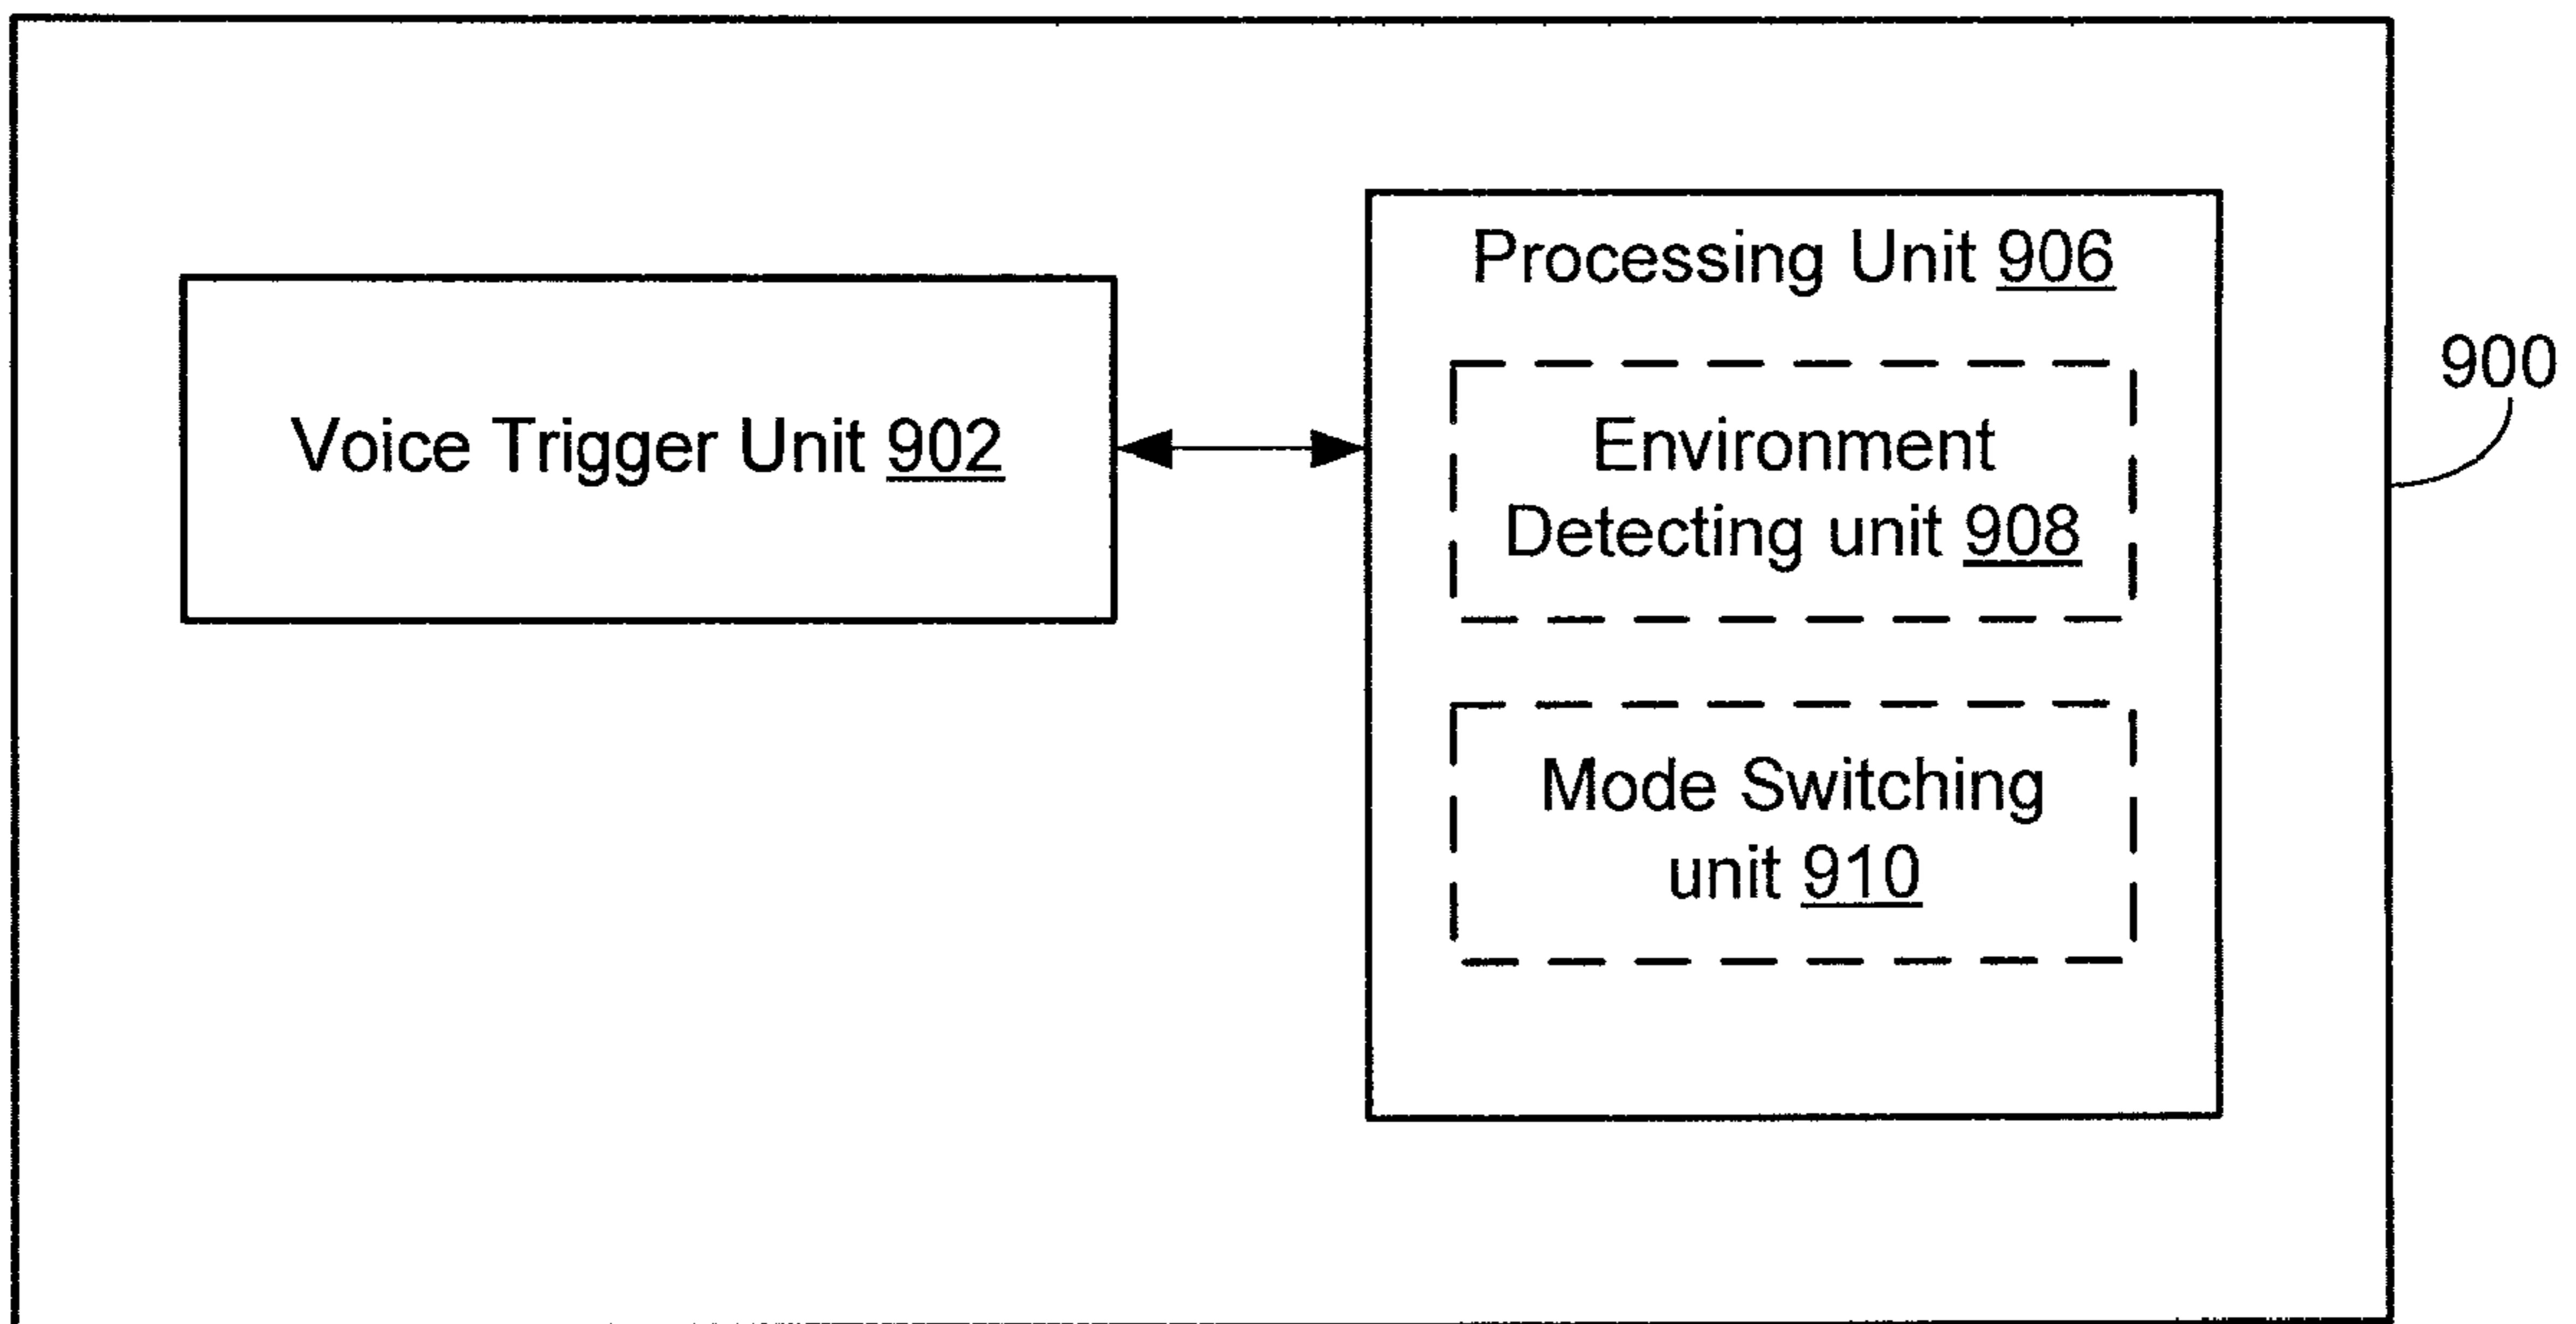 Processing Unit 906
900
Voice Trigger Unit 902
Environment
Detecting unit 908
Mode Switching
unit 910